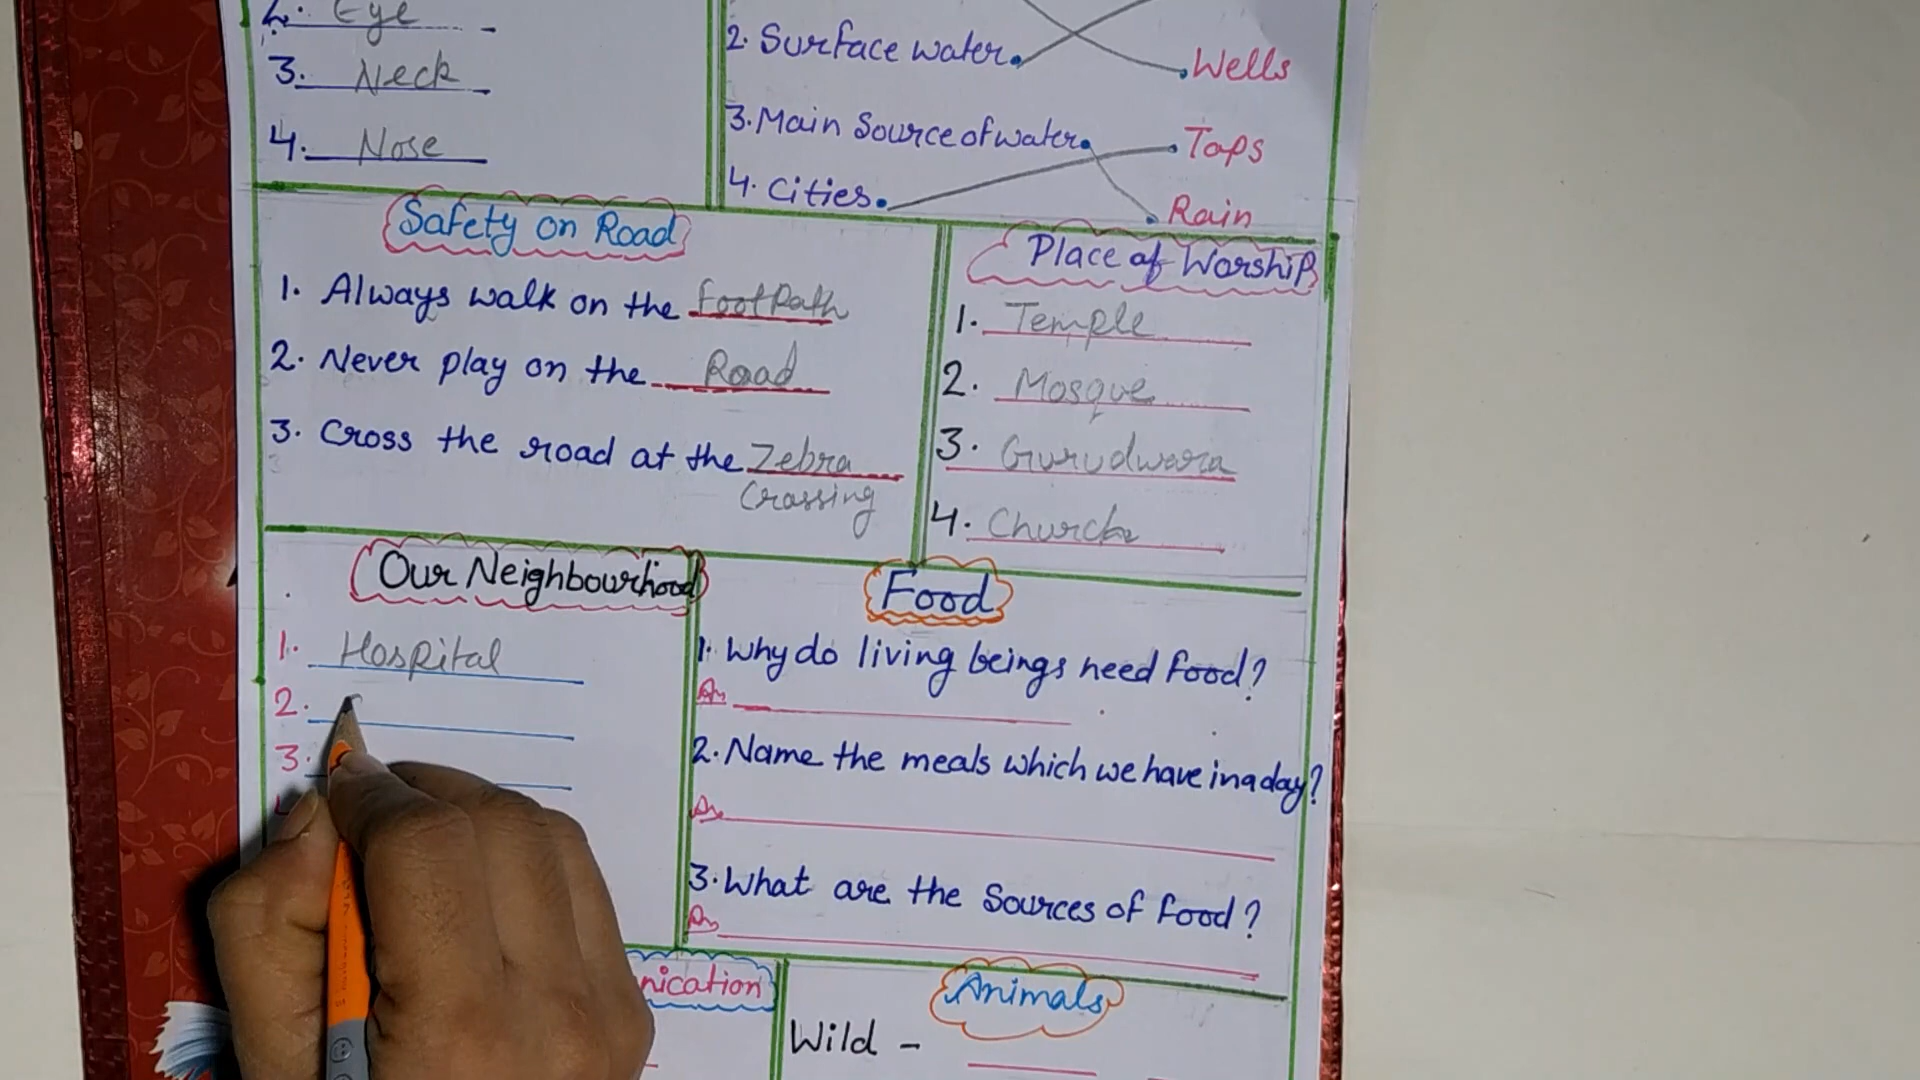 2. Eye
3. Neck
4. Nose
2. Surface water
3. Main Source of water
4. Cities
Wells
Taps
Rain
Safety on Road
1. Always walk on the FootPath
2. Never play on the Road
3. Cross the road at the Zebra
Crossing
Place of Worship
1. Temple
2. Mosque
3. Gurudwara
4. Church
Our Neighbourhood
1. Hospital
2.
3.
Food
1. Why do living beings need food?
Ans
2. Name the meals which we have in a day?
Ans
3. What are the Sources of food?
Ans
nication
Animals
Wild -